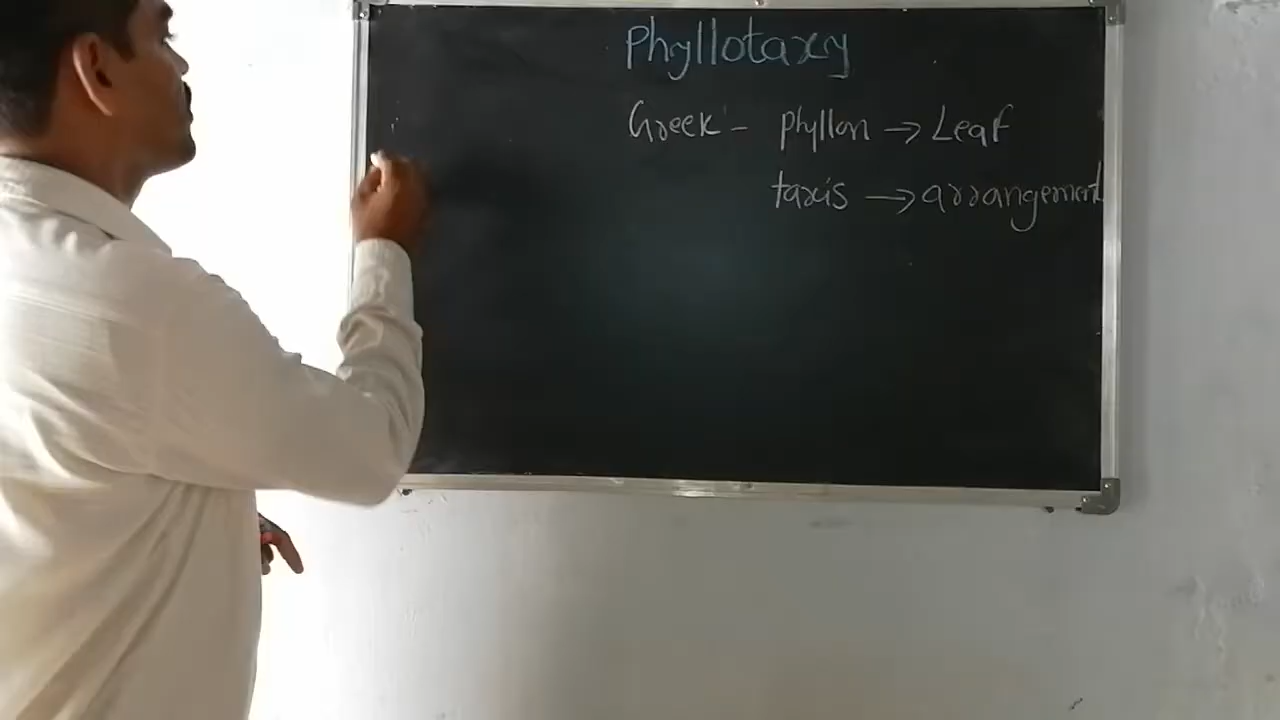 Phyllotaxy
Greek - phyllon → Leaf
taxis → arrangement